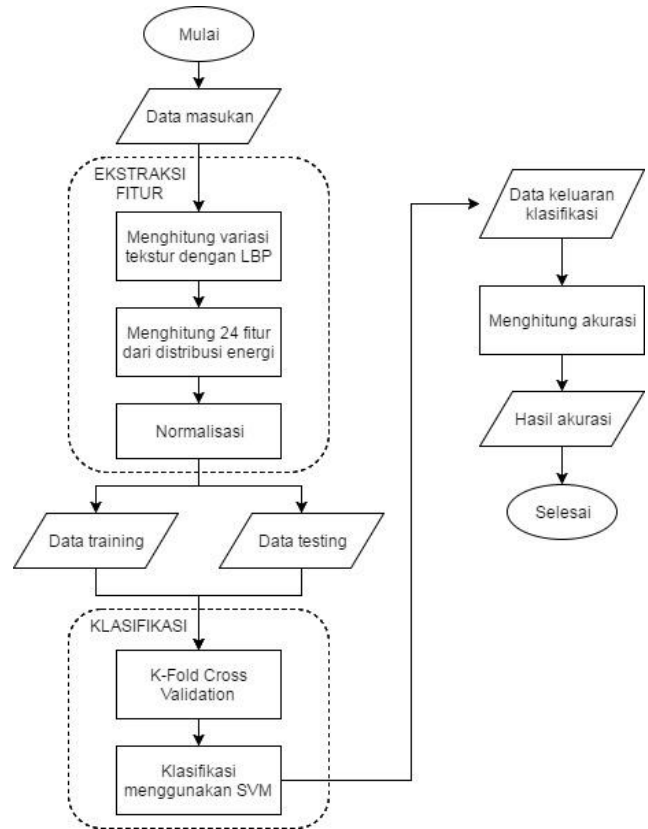 Mulai
Data masukan
EKSTRAKSI
FITUR
Menghitung variasi
tekstur dengan LBP
Menghitung 24 fitur
dari distribusi energi
Normalisasi
Data training
Data testing
KLASIFIKASI
K-Fold Cross
Validation
Klasifikasi
menggunakan SVM
Data keluaran
klasifikasi
Menghitung akurasi
Hasil akurasi
Selesai